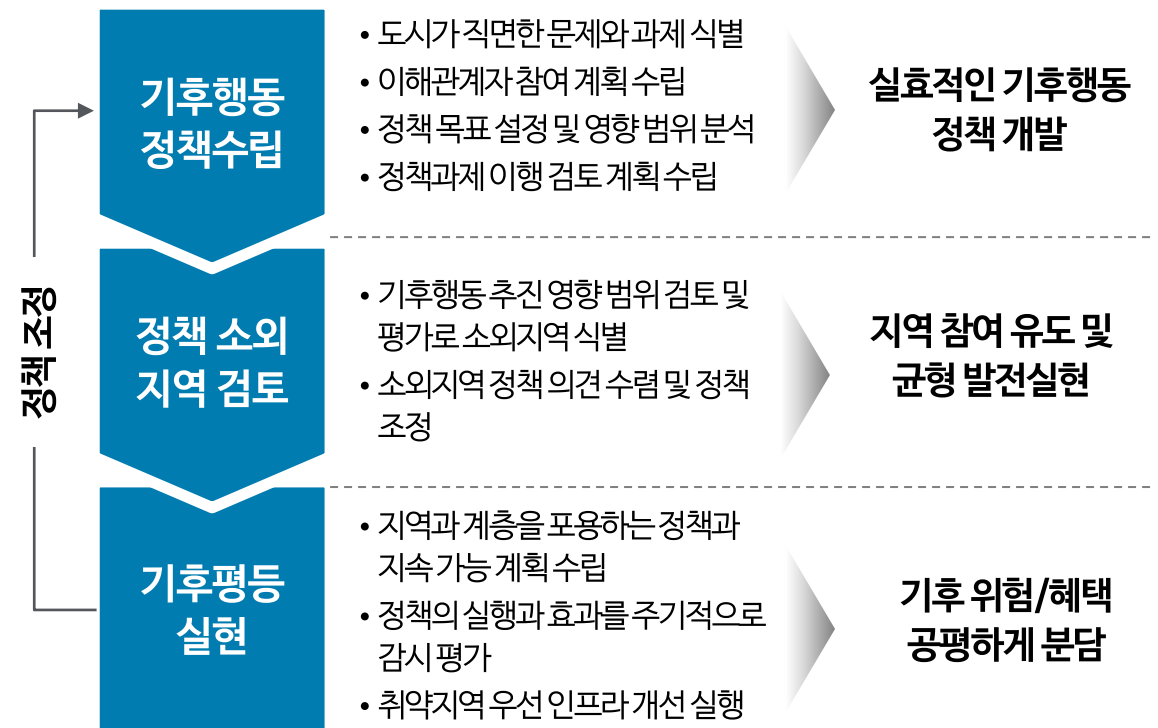 기후행동
정책수립
• 도시가 직면한 문제와 과제 식별
• 이해관계자 참여 계획 수립
• 정책 목표 설정 및 영향 범위 분석
• 정책과제 이행 검토 계획 수립
실효적인 기후행동
정책 개발
정책 조정
정책 소외
지역 검토
• 기후행동 추진 영향 범위 검토 및
평가로 소외지역 식별
• 소외지역 정책 의견 수렴 및 정책
조정
지역 참여 유도 및
균형 발전실현
기후평등
실현
• 지역과 계층을 포용하는 정책과
지속 가능 계획 수립
• 정책의 실행과 효과를 주기적으로
감시 평가
• 취약지역 우선 인프라 개선 실행
기후 위험/혜택
공평하게 분담